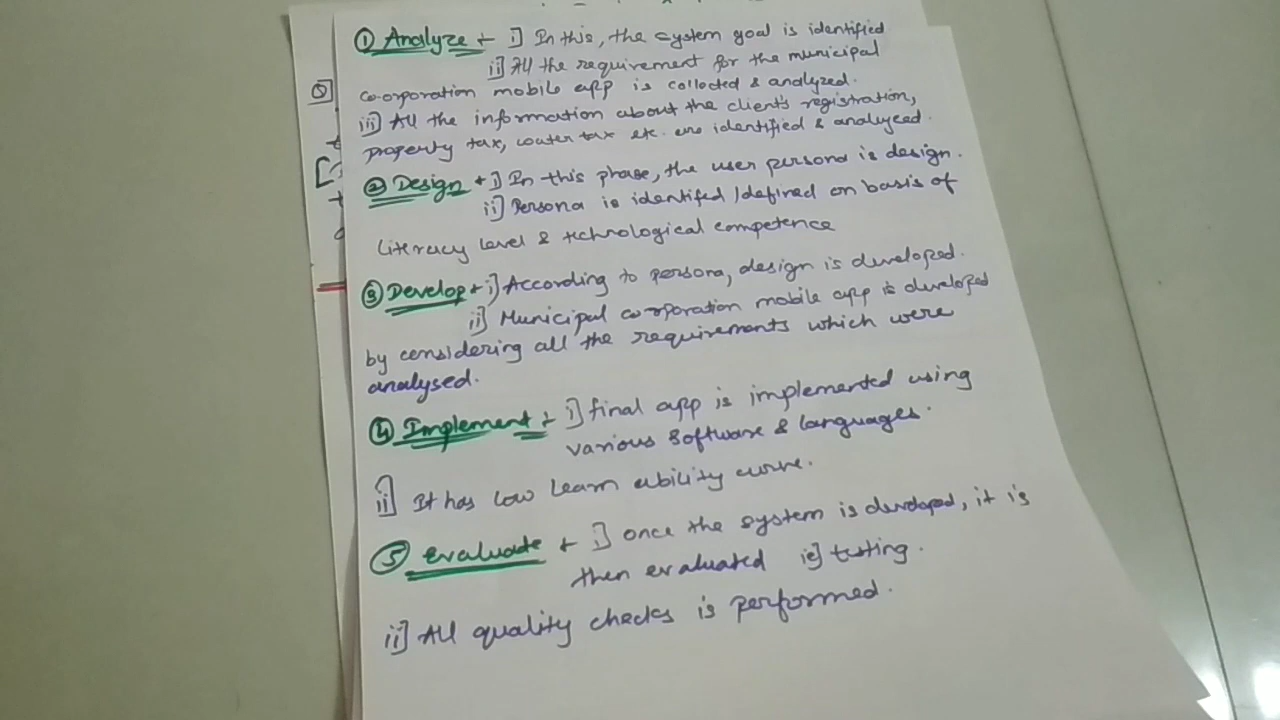 ① Analyze + i] In this, the system goal is identified
ii] All the requirement for the municipal
co-orporation mobile app is collected & analyzed.
iii] All the information about the client's registration,
property tax, water tax etc. are identified & analyzed.
② Design + i] In this phase, the user persona is design.
ii] Persona is identifed / defined on basis of
literacy level & technological competence
③ Develop + i] According to persona, design is developed.
ii] Municipal co-orporation mobile app is developed
by considering all the requirements which were
analysed.
④ Implement + i] final app is implemented using
various software & languages.
ii] It has low learn ability curve.
⑤ Evaluate + i] once the system is developed, it is
then evaluated ie] testing.
ii] All quality checks is performed.